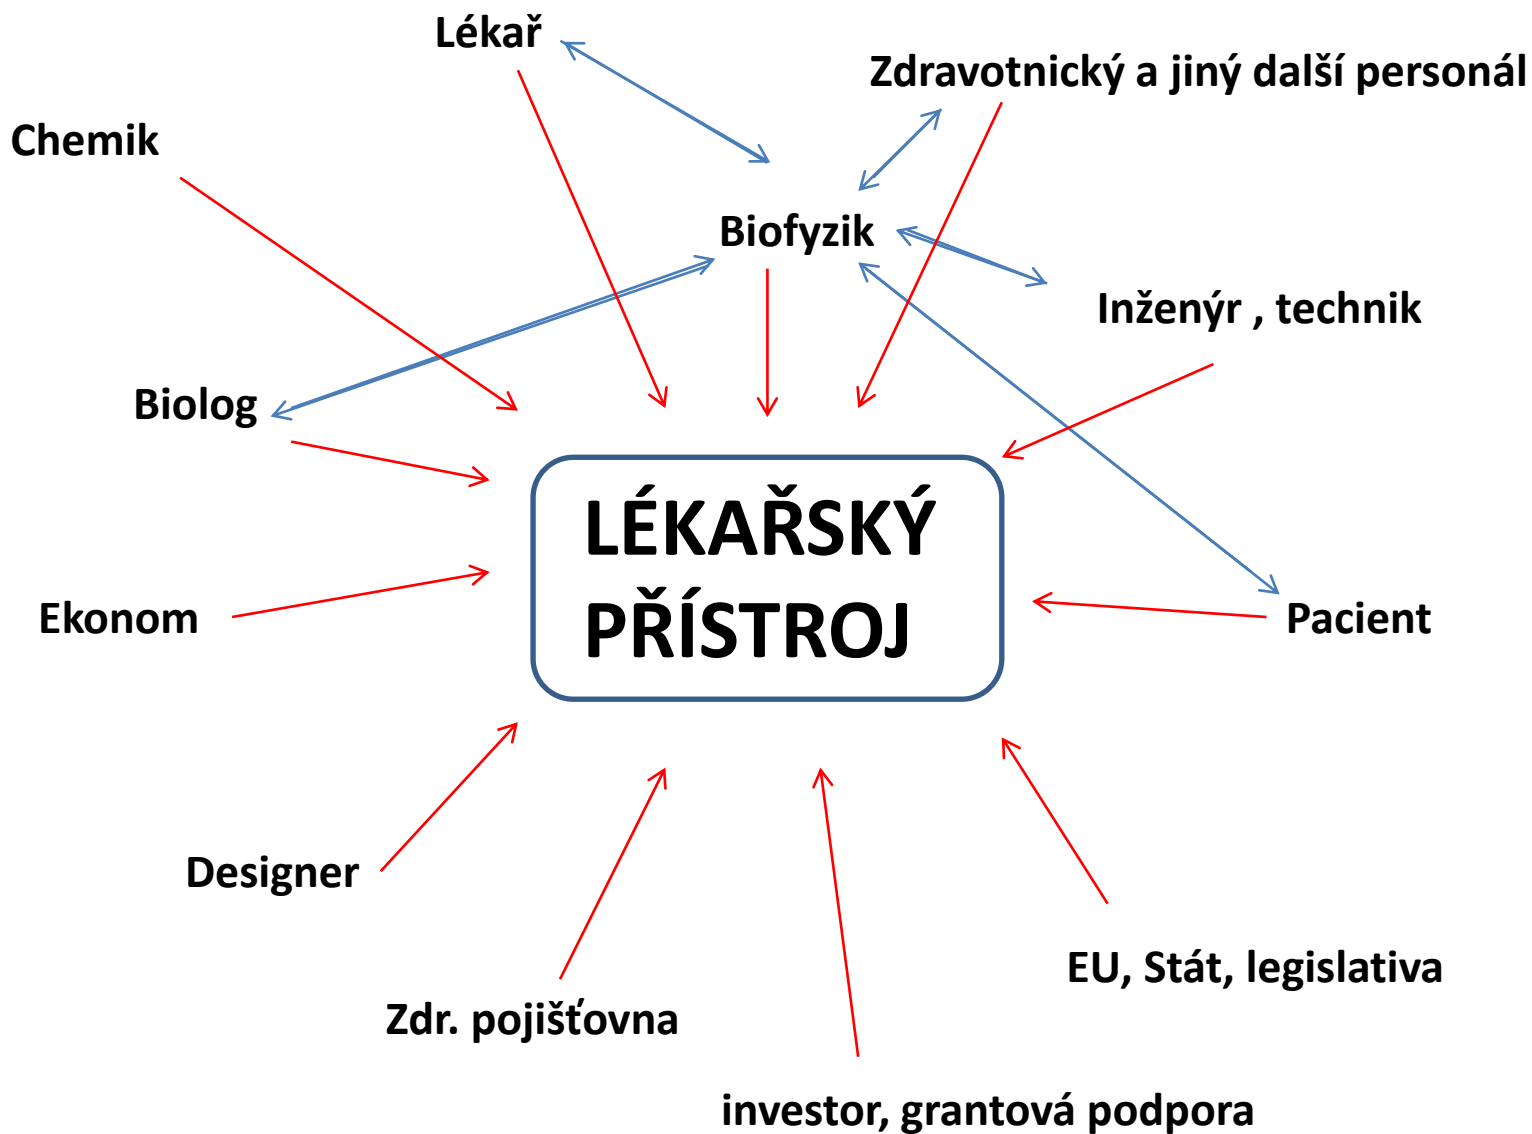 Lékař
Zdravotnický a jiný další personál
Chemik
Biofyzik
Inženýr , technik
Biolog
LÉKAŘSKÝ
PŘÍSTROJ
Ekonom
Pacient
Designer
EU, Stát, legislativa
Zdr. pojišťovna
investor, grantová podpora